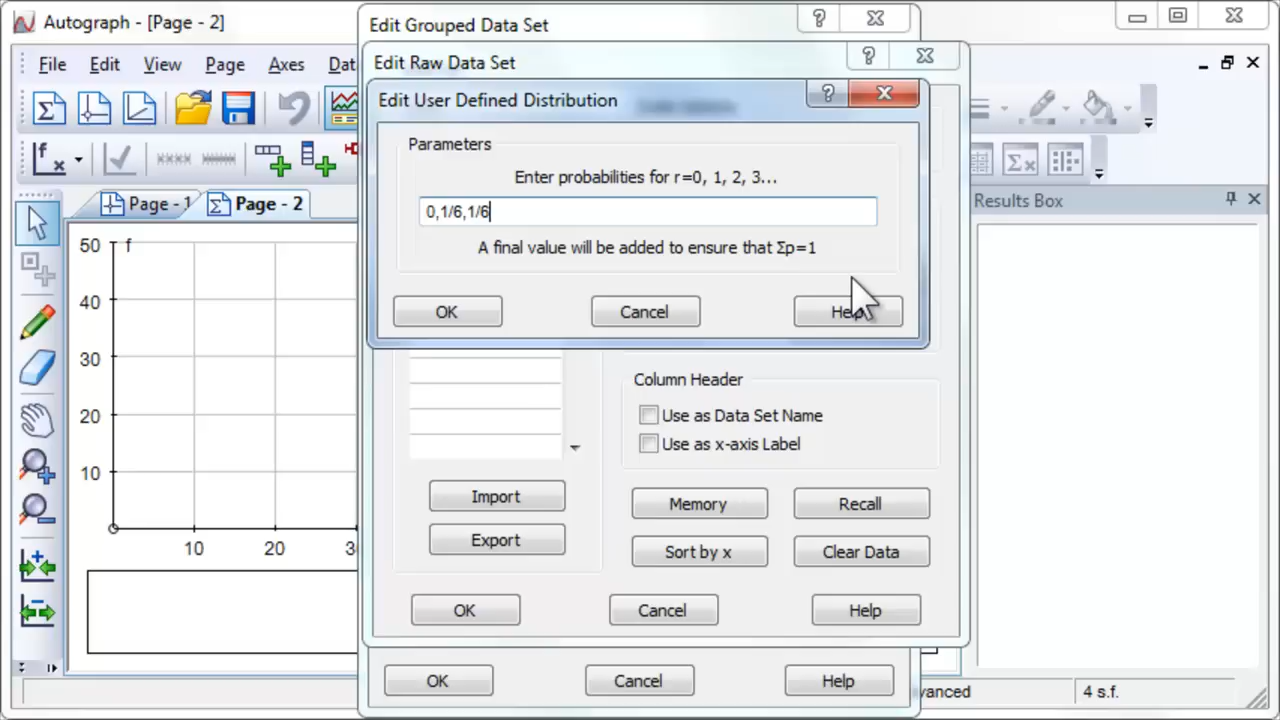 Autograph - [Page - 2]
File Edit View Page Axes Dat
Page - 1 Page - 2
50 f
40
30
20
10
10 20 3
Edit Grouped Data Set
Edit Raw Data Set
Edit User Defined Distribution
Parameters
Enter probabilities for r=0, 1, 2, 3...
0,1/6,1/6
A final value will be added to ensure that Σp=1
OK Cancel Help
Column Header
Use as Data Set Name
Use as x-axis Label
Import Memory Recall
Export Sort by x Clear Data
OK Cancel Help
OK Cancel Help
Results Box
vanced 4 s.f.